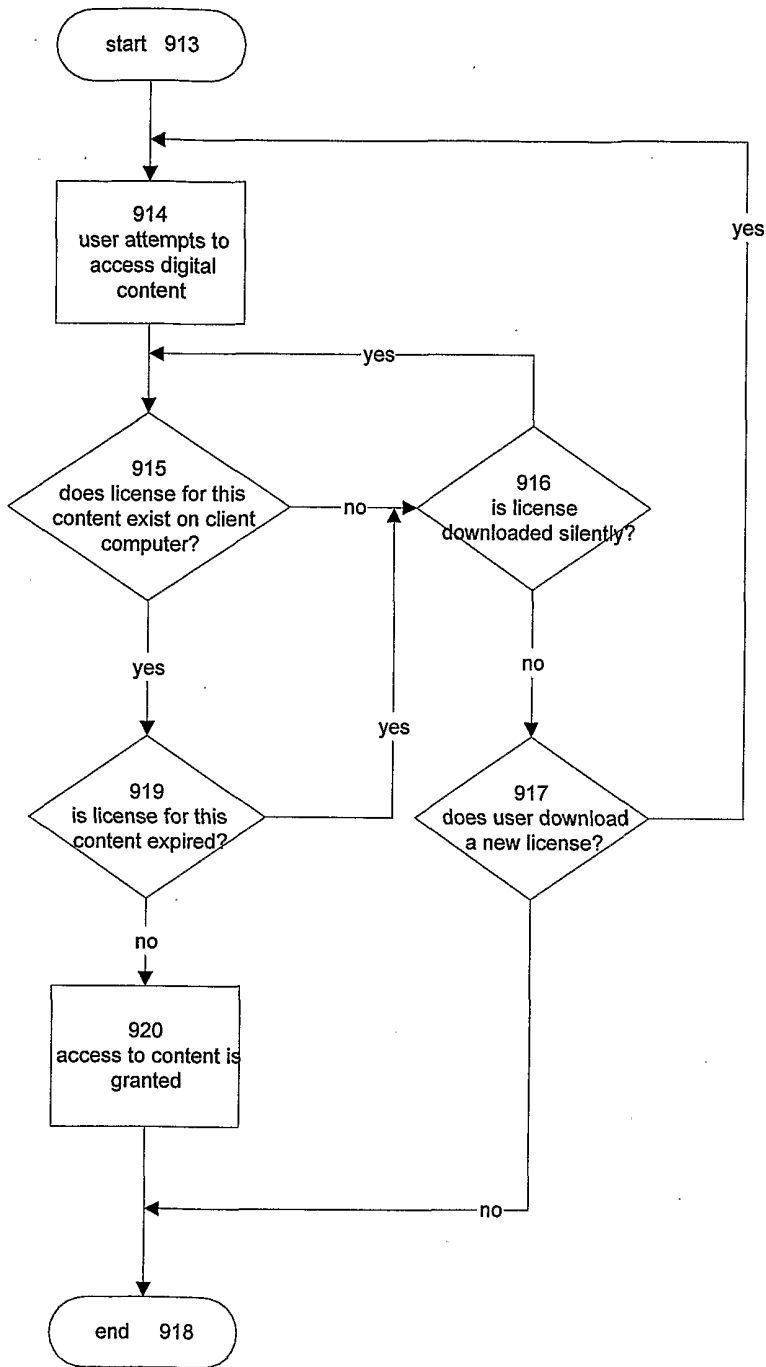 start 913
914
user attempts to
access digital
content
yes
yes
915
does license for this
content exist on client
computer?
no
916
is license
downloaded silently?
yes
no
yes
919
is license for this
content expired?
917
does user download
a new license?
no
920
access to content is
granted
no
end 918